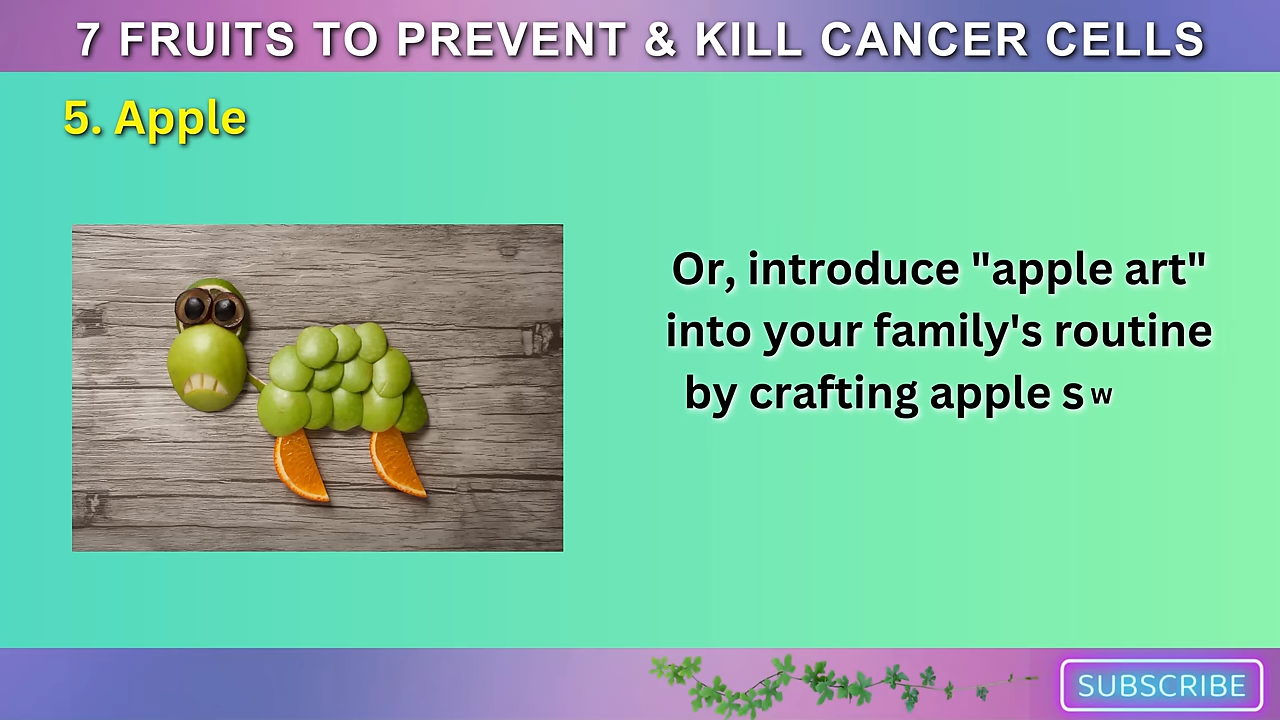 7 FRUITS TO PREVENT & KILL CANCER CELLS
5. Apple
Or, introduce "apple art"
into your family's routine
by crafting apple sw
SUBSCRIBE